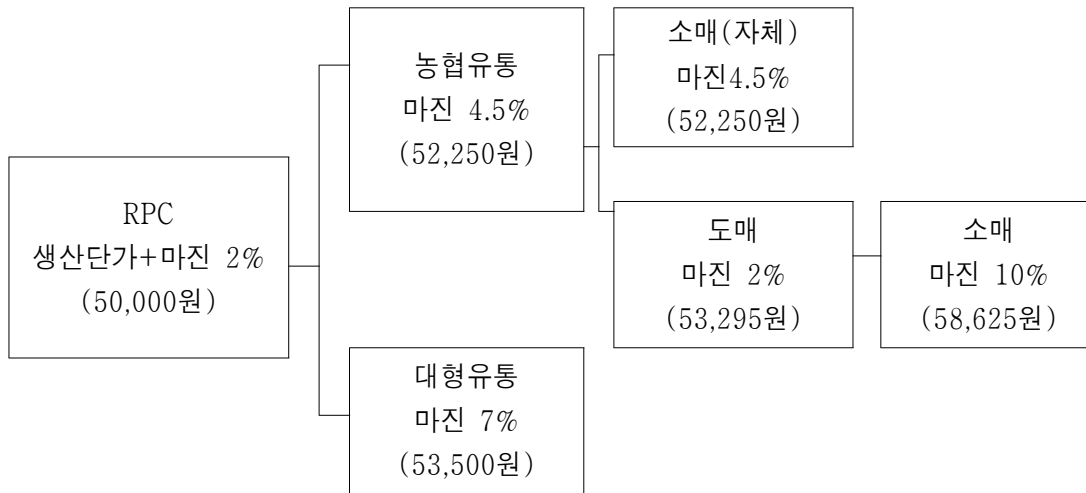 RPC
생산단가+마진 2%
(50,000원)
농협유통
마진 4.5%
(52,250원)
소매(자체)
마진4.5%
(52,250원)
도매
마진 2%
(53,295원)
소매
마진 10%
(58,625원)
대형유통
마진 7%
(53,500원)